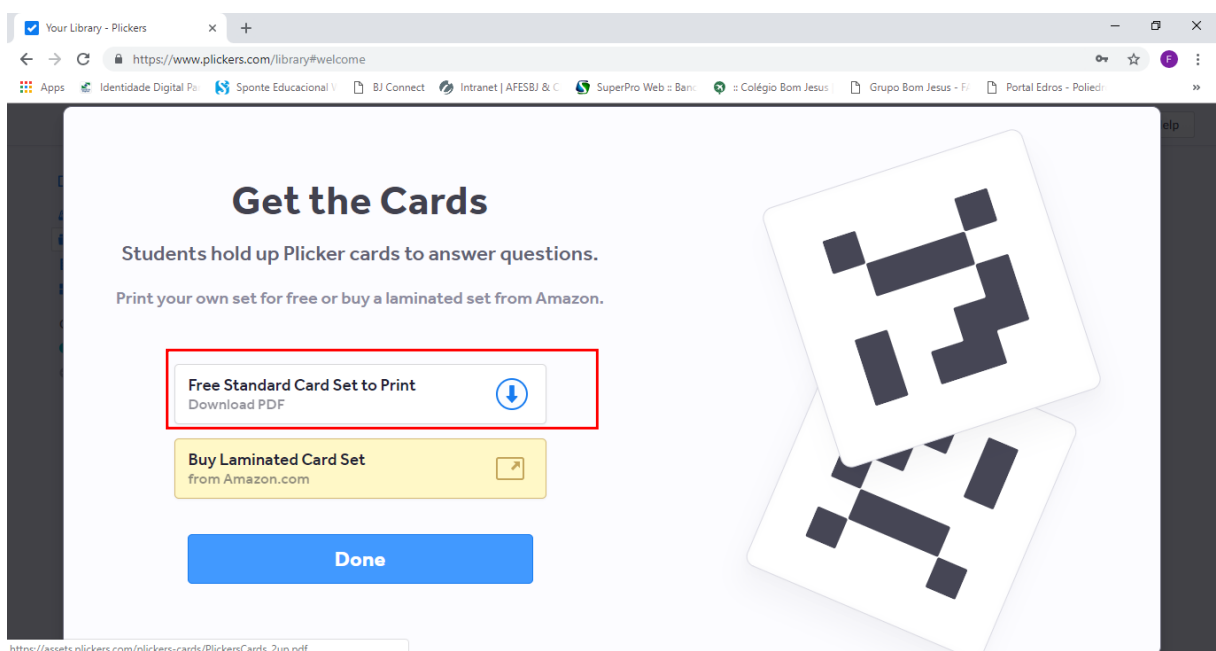 Your Library - Plickers
https://www.plickers.com/library#welcome
F
Apps
Identidade Digital Pa
Sponte Educacional V
BJ Connect
Intranet | AFESBJ & C
SuperPro Web :: Banc
:: Colégio Bom Jesus
Grupo Bom Jesus - FA
Portal Edros - Poliedr
»
elp
Get the Cards
Students hold up Plicker cards to answer questions.
Print your own set for free or buy a laminated set from Amazon.
Free Standard Card Set to Print
Download PDF
Buy Laminated Card Set
from Amazon.com
Done
https://assets.plickers.com/plickers-cards/PlickersCards_2up.pdf